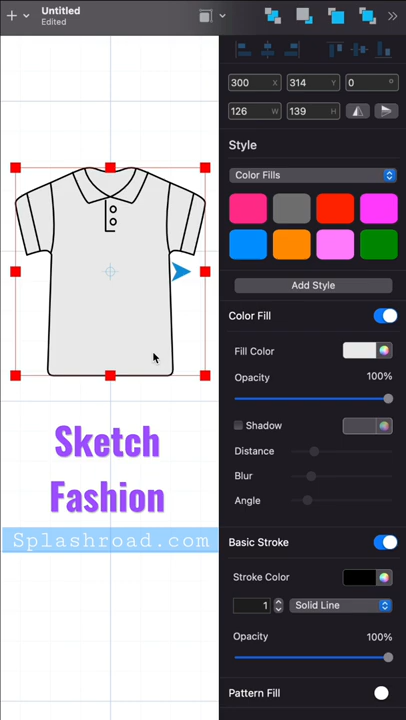 Untitled
Edited
300 X 314 Y 0 °
126 W 139 H
Style
Color Fills
Add Style
Color Fill
Fill Color
Opacity 100%
Shadow
Distance
Blur
Angle
Basic Stroke
Stroke Color
1 Solid Line
Opacity 100%
Pattern Fill
Sketch
Fashion
Splashroad.com